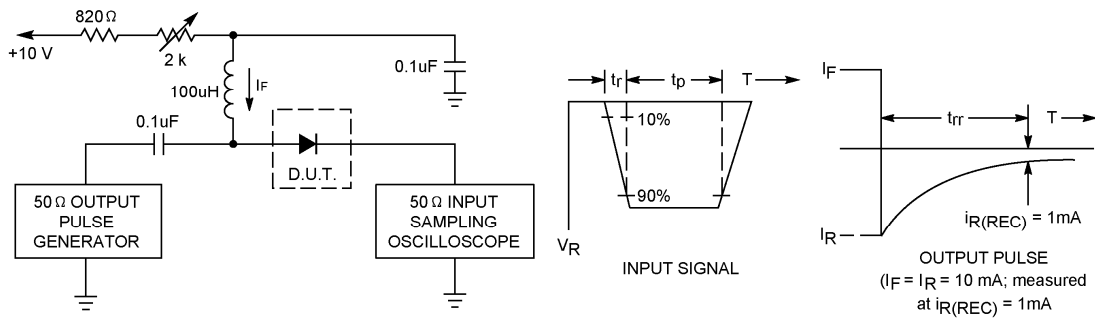 820 Ω
+10 V
2 k
0.1uF
100uH
IF
0.1uF
D.U.T.
50 Ω OUTPUT
PULSE
GENERATOR
50 Ω INPUT
SAMPLING
OSCILLOSCOPE
tr
tp
T
10%
90%
VR
INPUT SIGNAL
IF
trr
T
iR(REC) = 1mA
IR
OUTPUT PULSE
(IF = IR = 10 mA; measured
at iR(REC) = 1mA